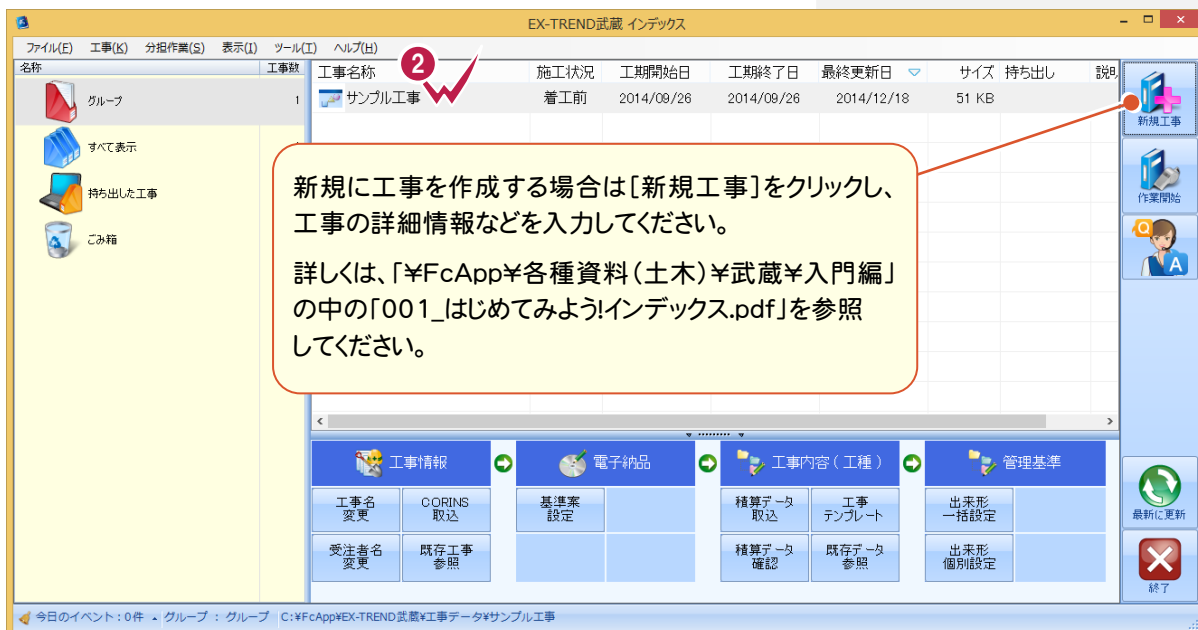 EX-TREND武蔵 インデックス
ファイル(F) 工事(K) 分担作業(S) 表示(I) ツール(T) ヘルプ(H)
名称 工事数
グループ 1
すべて表示
持ち出した工事
ごみ箱
工事名称 施工状況 工期開始日 工期終了日 最終更新日 サイズ 持ち出し 説明
2
サンプル工事 着工前 2014/09/26 2014/09/26 2014/12/18 51 KB
新規に工事を作成する場合は[新規工事]をクリックし、
工事の詳細情報などを入力してください。
詳しくは、「¥FcApp¥各種資料(土木)¥武蔵¥入門編」
の中の「001_はじめてみよう!インデックス.pdf」を参照
してください。
新規工事
作業開始
Q
A
最新に更新
終了
工事情報 電子納品 工事内容(工種) 管理基準
工事名
変更
CORINS
取込
基準案
設定
積算データ
取込
工事
テンプレート
出来形
一括設定
受注者名
変更
既存工事
参照
積算データ
確認
既存データ
参照
出来形
個別設定
今日のイベント:0件 グループ : グループ C:¥FcApp¥EX-TREND武蔵¥工事データ¥サンプル工事